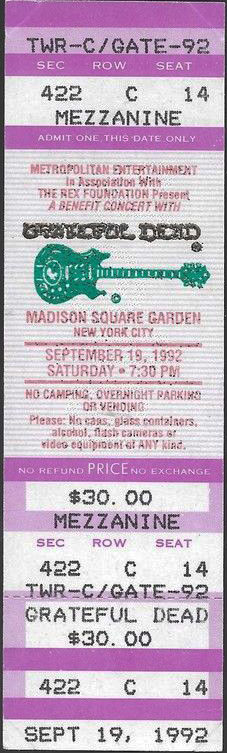 TWR-C/GATE-92
SEC ROW SEAT
422 C 14
MEZZANINE
ADMIT ONE THIS DATE ONLY
METROPOLITAN ENTERTAINMENT
In Association With
THE REX FOUNDATION Present
A BENEFIT CONCERT WITH
GRATEFUL DEAD
MADISON SQUARE GARDEN
NEW YORK CITY
SEPTEMBER 19, 1992
SATURDAY • 7:30 PM
NO CAMPING, OVERNIGHT PARKING
OR VENDING
Please: No cans, glass containers,
alcohol, flash cameras or
video equipment of ANY kind.
NO REFUND PRICE NO EXCHANGE
$30.00
MEZZANINE
SEC ROW SEAT
422 C 14
TWR-C/GATE-92
GRATEFUL DEAD
$30.00
422 C 14
SEPT 19, 1992